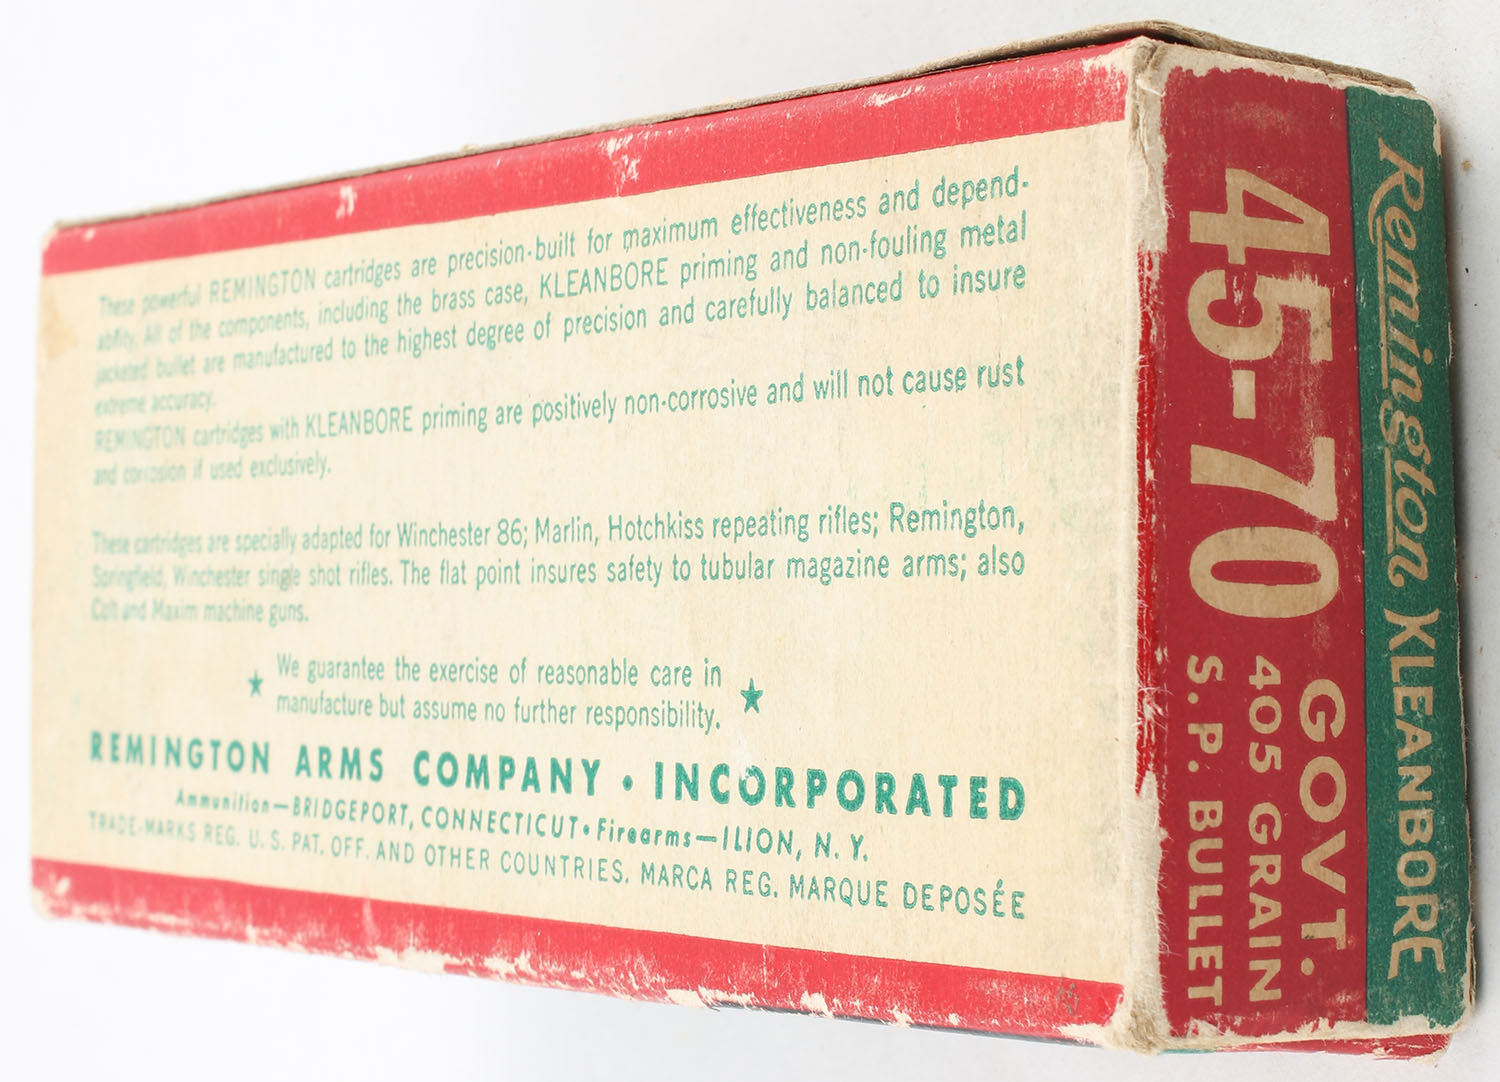 These powerful REMINGTON cartridges are precision-built for maximum effectiveness and depend-
ability. All of the components, including the brass case, KLEANBORE priming and non-fouling metal
jacketed bullet are manufactured to the highest degree of precision and carefully balanced to insure
extreme accuracy.
REMINGTON cartridges with KLEANBORE priming are positively non-corrosive and will not cause rust
and corrosion if used exclusively.
These cartridges are specially adapted for Winchester 86; Marlin, Hotchkiss repeating rifles; Remington,
Springfield, Winchester single shot rifles. The flat point insures safety to tubular magazine arms; also
Colt and Maxim machine guns.
★ We guarantee the exercise of reasonable care in ★
manufacture but assume no further responsibility.
REMINGTON ARMS COMPANY • INCORPORATED
Ammunition—BRIDGEPORT, CONNECTICUT • Firearms—ILION, N. Y.
TRADE-MARKS REG. U. S. PAT. OFF. AND OTHER COUNTRIES. MARCA REG. MARQUE DEPOSÉE
Remington KLEANBORE
45-70 GOVT.
405 GRAIN
S. P. BULLET